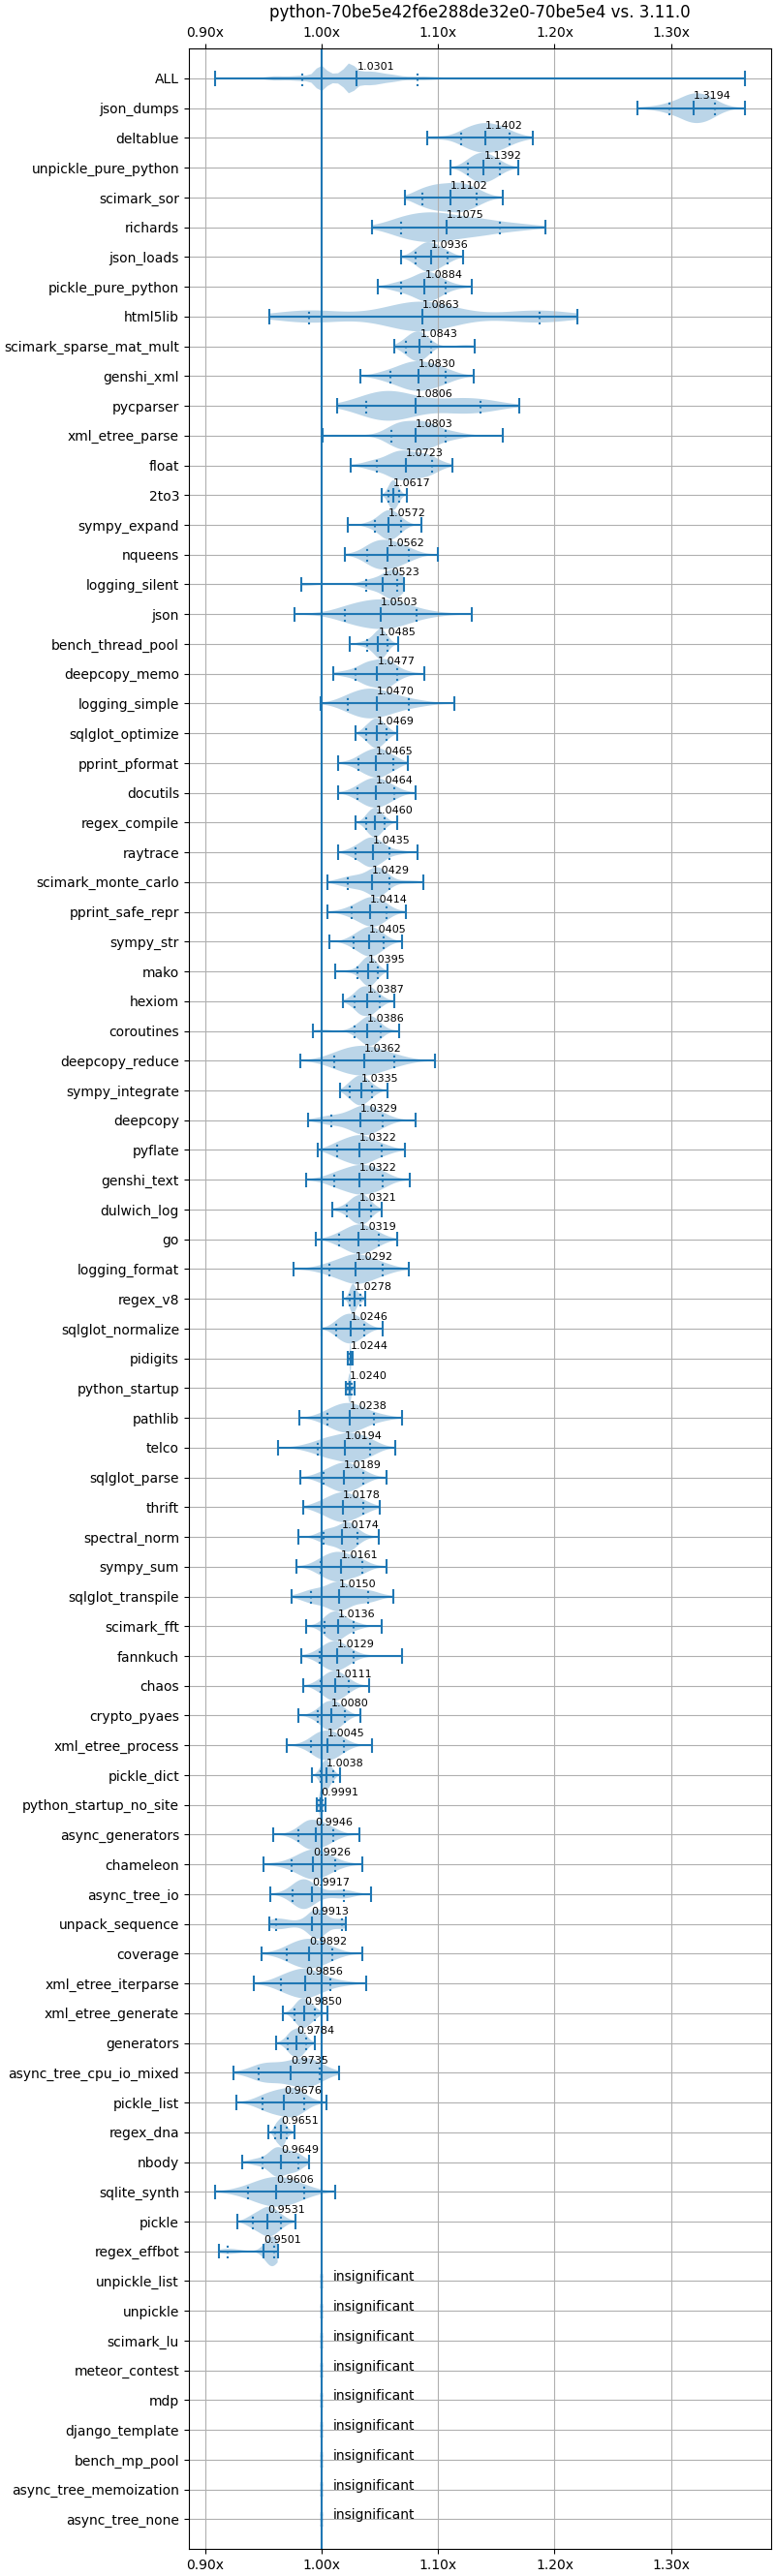 python-70be5e42f6e288de32e0-70be5e4 vs. 3.11.0
0.90x 1.00x 1.10x 1.20x 1.30x
ALL 1.0301
json_dumps 1.3194
deltablue 1.1402
unpickle_pure_python 1.1392
scimark_sor 1.1102
richards 1.1075
json_loads 1.0936
pickle_pure_python 1.0884
html5lib 1.0863
scimark_sparse_mat_mult 1.0843
genshi_xml 1.0830
pycparser 1.0806
xml_etree_parse 1.0803
float 1.0723
2to3 1.0617
sympy_expand 1.0572
nqueens 1.0562
logging_silent 1.0523
json 1.0503
bench_thread_pool 1.0485
deepcopy_memo 1.0477
logging_simple 1.0470
sqlglot_optimize 1.0469
pprint_pformat 1.0465
docutils 1.0464
regex_compile 1.0460
raytrace 1.0435
scimark_monte_carlo 1.0429
pprint_safe_repr 1.0414
sympy_str 1.0405
mako 1.0395
hexiom 1.0387
coroutines 1.0386
deepcopy_reduce 1.0362
sympy_integrate 1.0335
deepcopy 1.0329
pyflate 1.0322
genshi_text 1.0322
dulwich_log 1.0321
go 1.0319
logging_format 1.0292
regex_v8 1.0278
sqlglot_normalize 1.0246
pidigits 1.0244
python_startup 1.0240
pathlib 1.0238
telco 1.0194
sqlglot_parse 1.0189
thrift 1.0178
spectral_norm 1.0174
sympy_sum 1.0161
sqlglot_transpile 1.0150
scimark_fft 1.0136
fannkuch 1.0129
chaos 1.0111
crypto_pyaes 1.0080
xml_etree_process 1.0045
pickle_dict 1.0038
python_startup_no_site 0.9991
async_generators 0.9946
chameleon 0.9926
async_tree_io 0.9917
unpack_sequence 0.9913
coverage 0.9892
xml_etree_iterparse 0.9856
xml_etree_generate 0.9850
generators 0.9784
async_tree_cpu_io_mixed 0.9735
pickle_list 0.9676
regex_dna 0.9651
nbody 0.9649
sqlite_synth 0.9606
pickle 0.9531
regex_effbot 0.9501
unpickle_list insignificant
unpickle insignificant
scimark_lu insignificant
meteor_contest insignificant
mdp insignificant
django_template insignificant
bench_mp_pool insignificant
async_tree_memoization insignificant
async_tree_none insignificant
0.90x 1.00x 1.10x 1.20x 1.30x